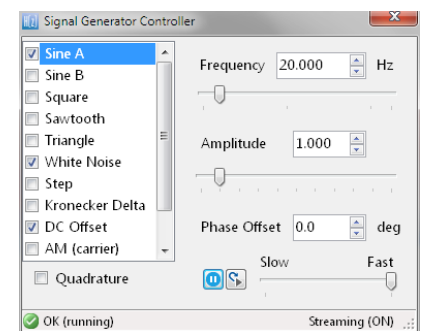 Signal Generator Controller
Sine A
Sine B
Square
Sawtooth
Triangle
White Noise
Step
Kronecker Delta
DC Offset
AM (carrier)
Quadrature
Frequency 20.000 Hz
Amplitude 1.000
Phase Offset 0.0 deg
Slow Fast
OK (running) Streaming (ON)